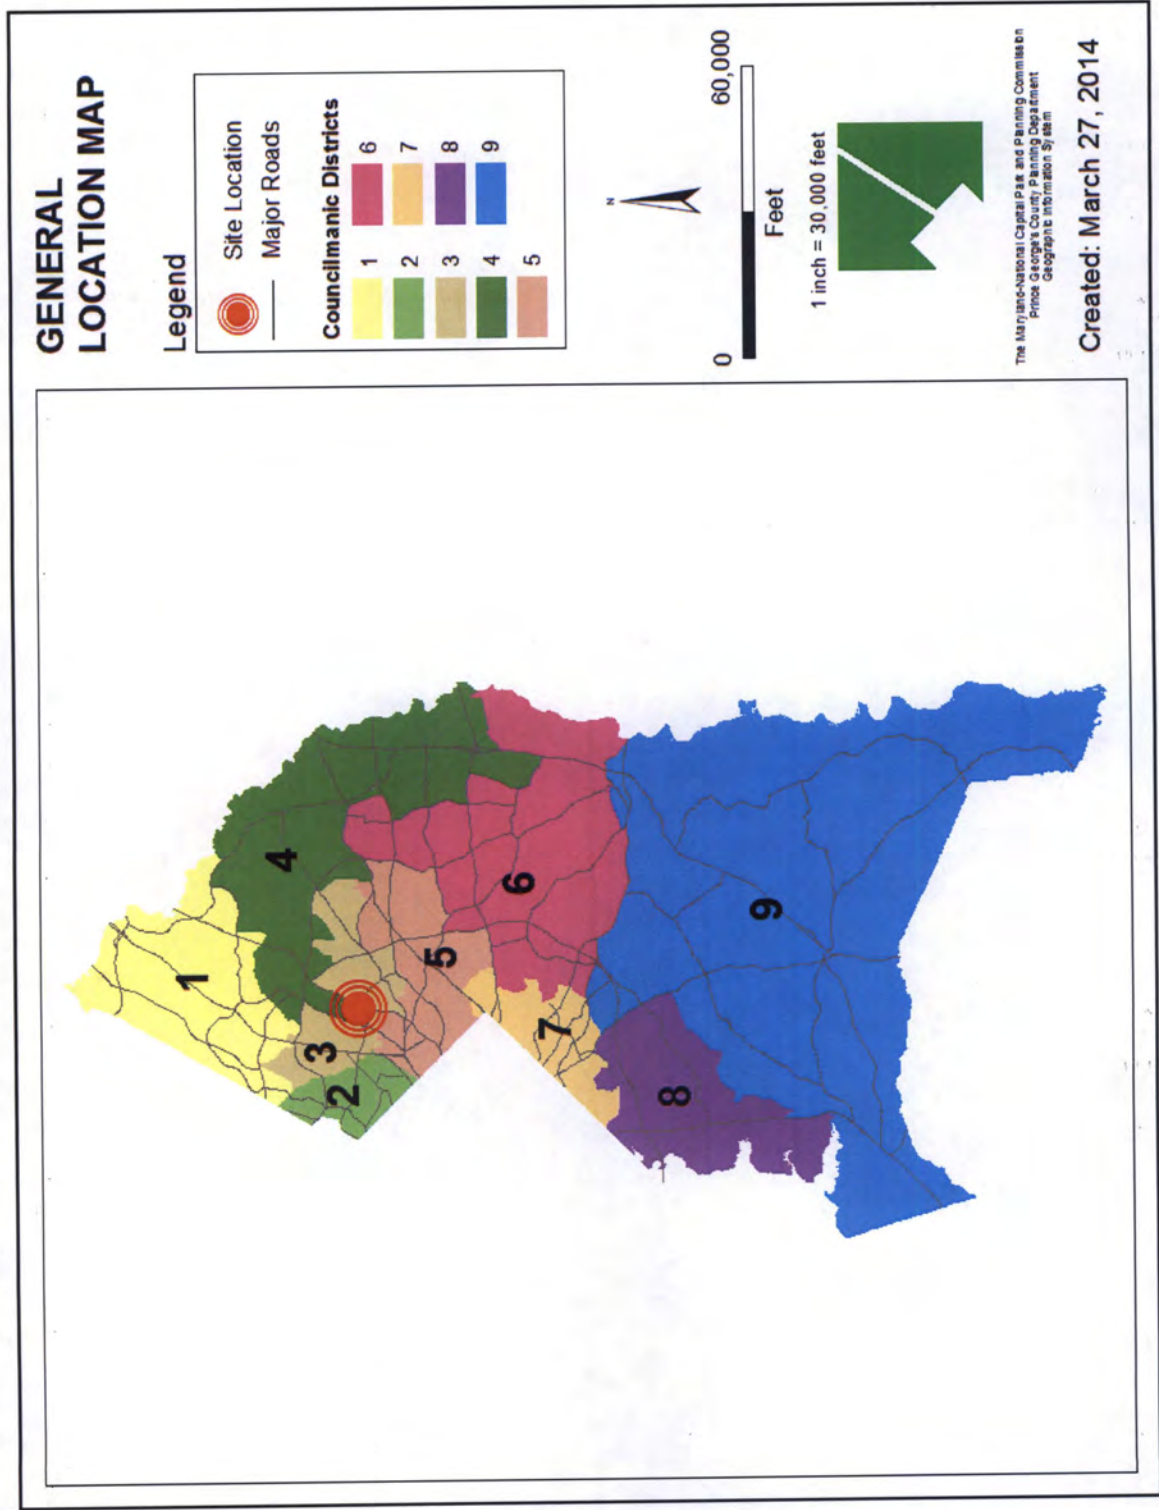 GENERAL
LOCATION MAP
Legend
Site Location
Major Roads
Councilmanic Districts
1
2
3
4
5
6
7
8
9
N
0
60,000
Feet
1 inch = 30,000 feet
The Maryland-National Capital Park and Planning Commission
Prince George's County Planning Department
Geographic Information System
Created: March 27, 2014
1
2
3
4
5
6
7
8
9